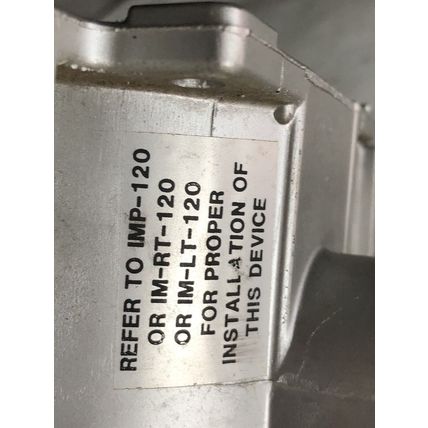 REFER TO IMP-120
OR IM-RT-120
OR IM-LT-120
FOR PROPER
INSTALLATION OF
THIS DEVICE